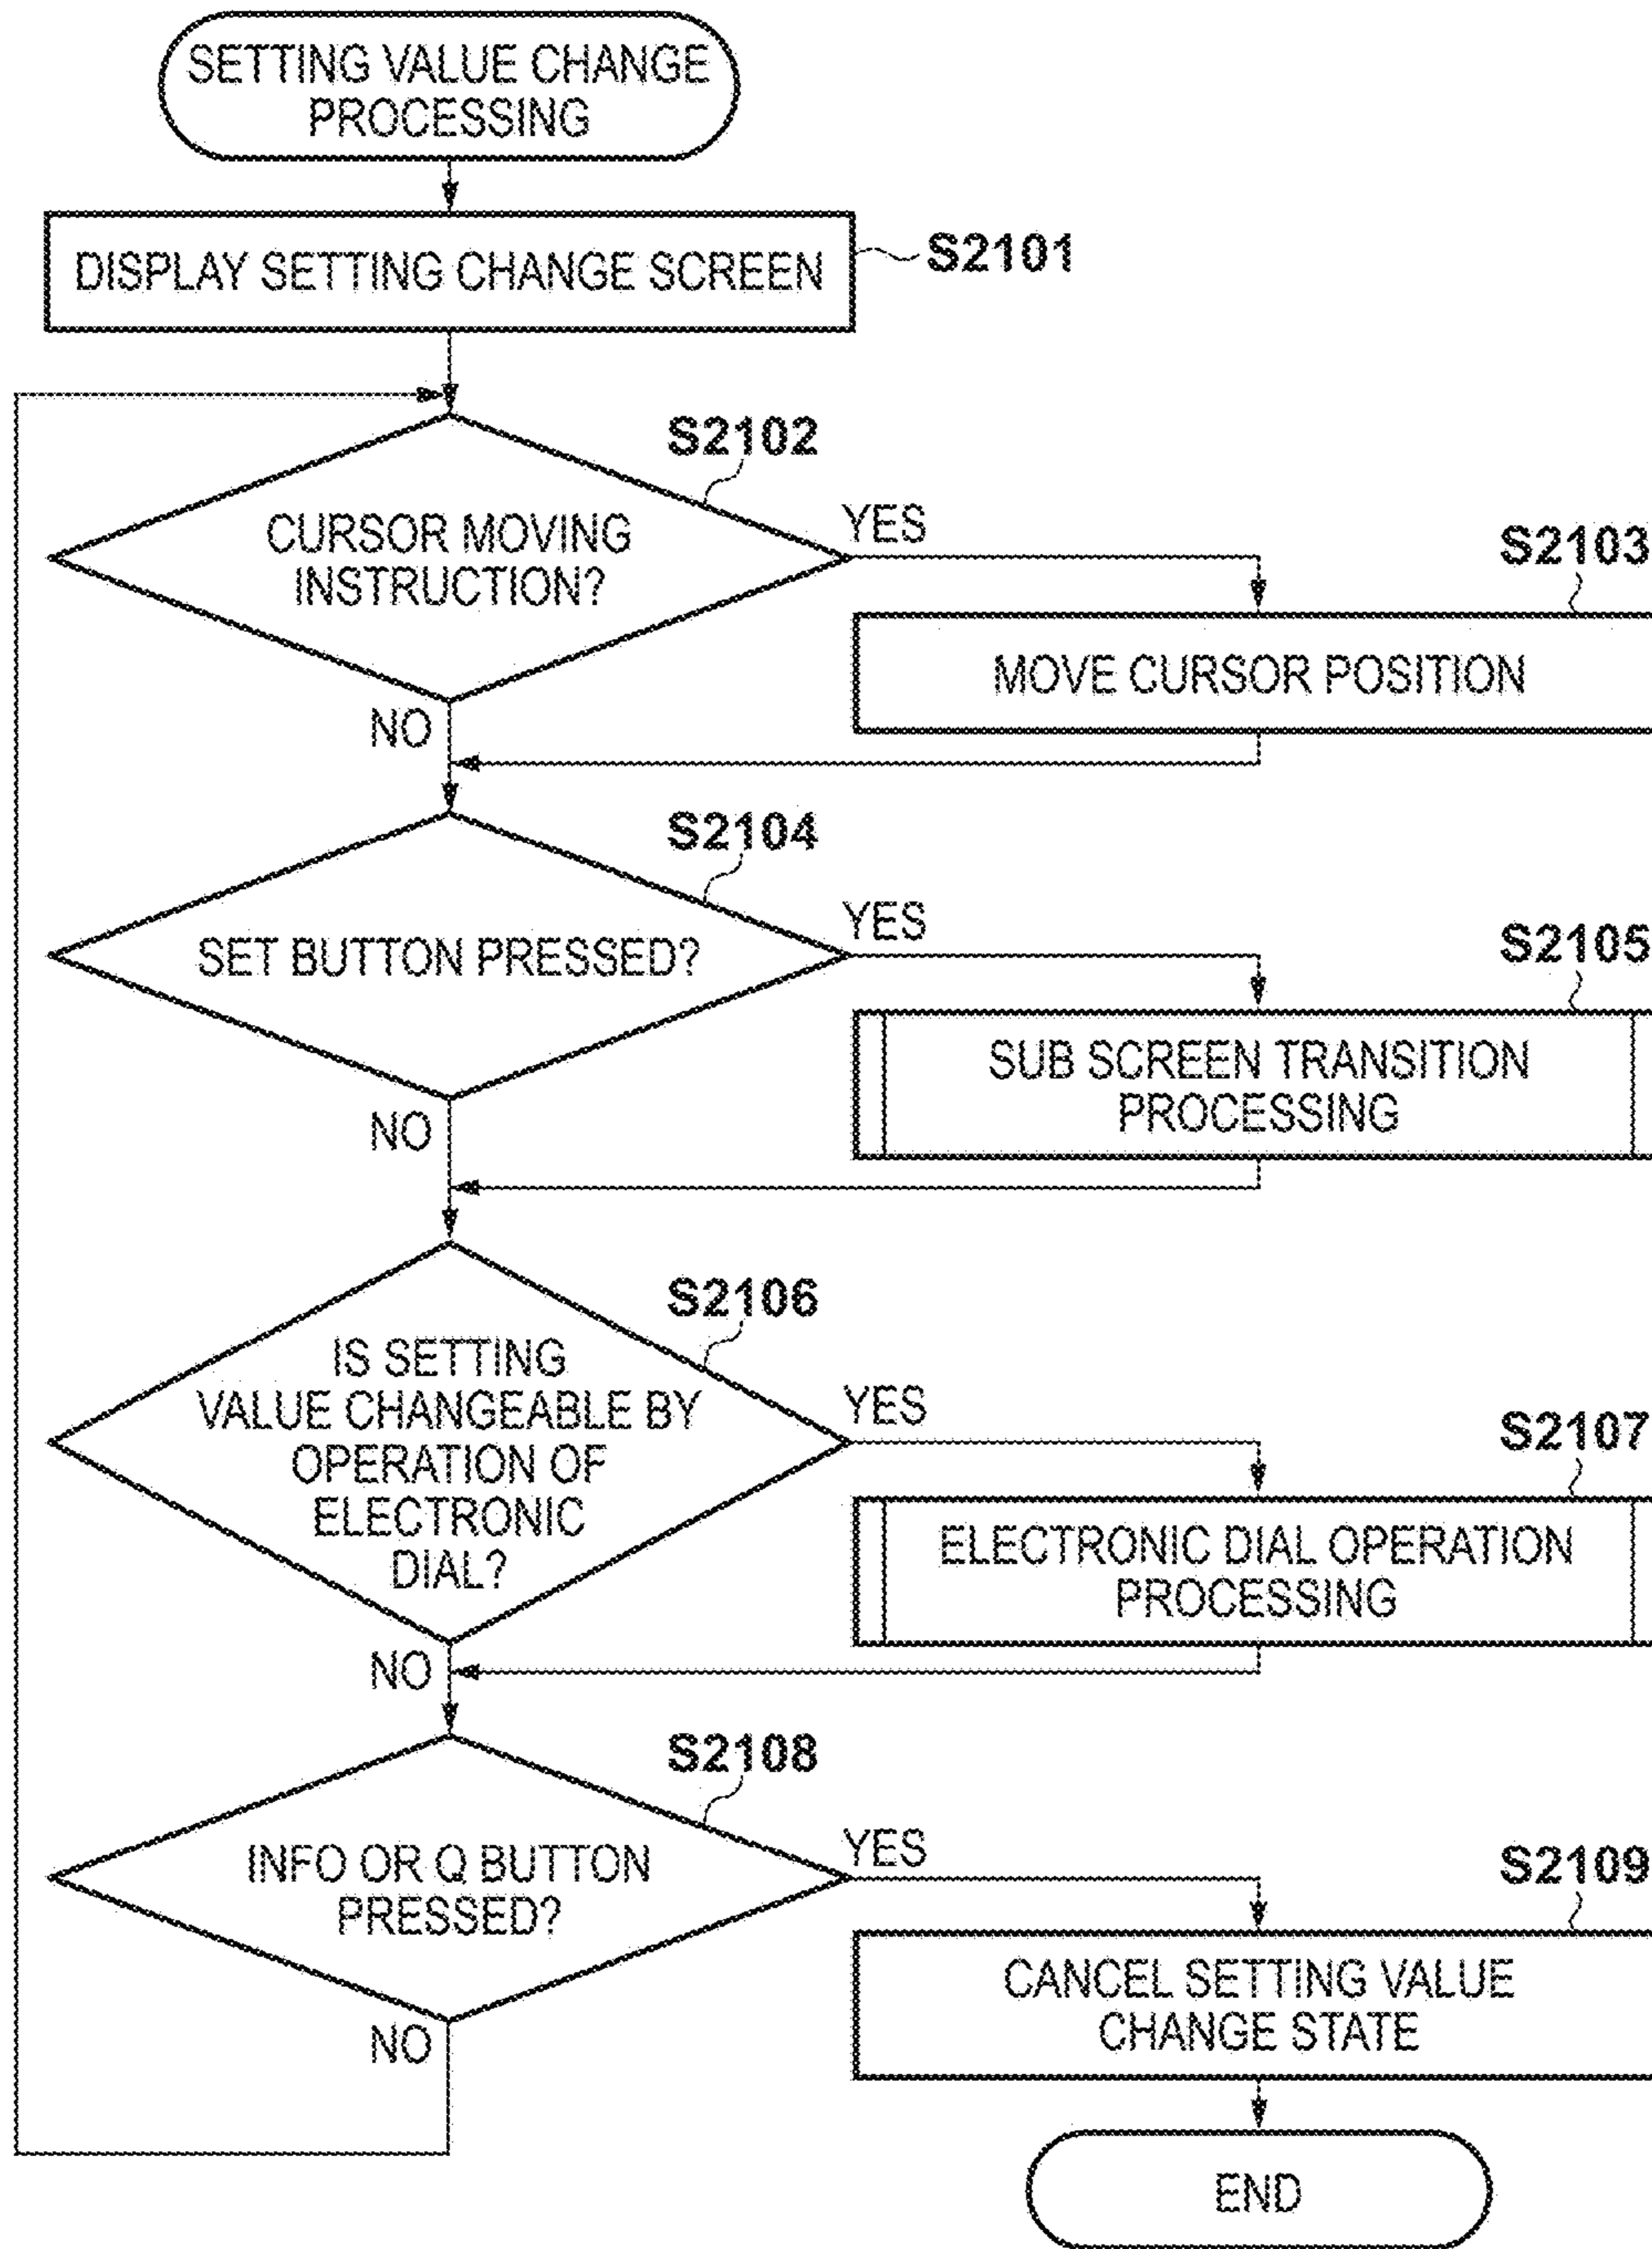 SETTING VALUE CHANGE
PROCESSING
DISPLAY SETTING CHANGE SCREEN
S2101
S2102
CURSOR MOVING
INSTRUCTION?
YES
NO
S2103
MOVE CURSOR POSITION
S2104
SET BUTTON PRESSED?
YES
NO
S2105
SUB SCREEN TRANSITION
PROCESSING
S2106
IS SETTING
VALUE CHANGEABLE BY
OPERATION OF
ELECTRONIC
DIAL?
YES
NO
S2107
ELECTRONIC DIAL OPERATION
PROCESSING
S2108
INFO OR Q BUTTON
PRESSED?
YES
NO
S2109
CANCEL SETTING VALUE
CHANGE STATE
END